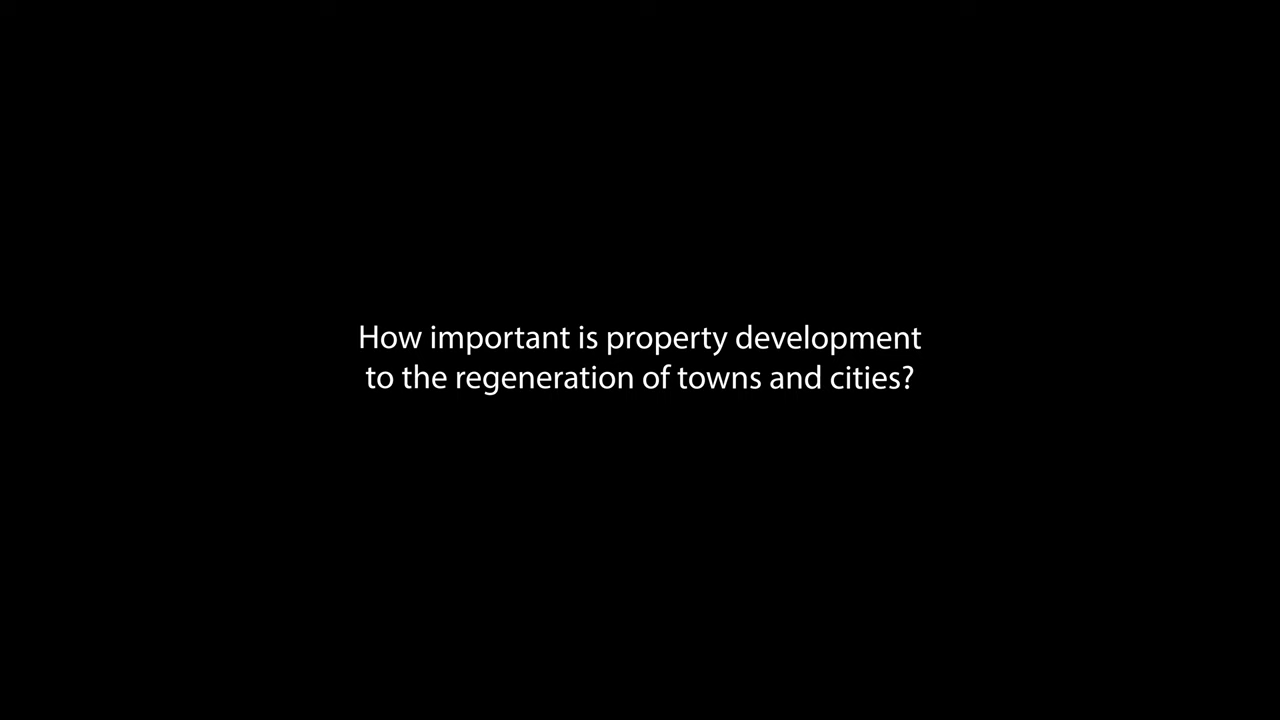 How important is property development
to the regeneration of towns and cities?